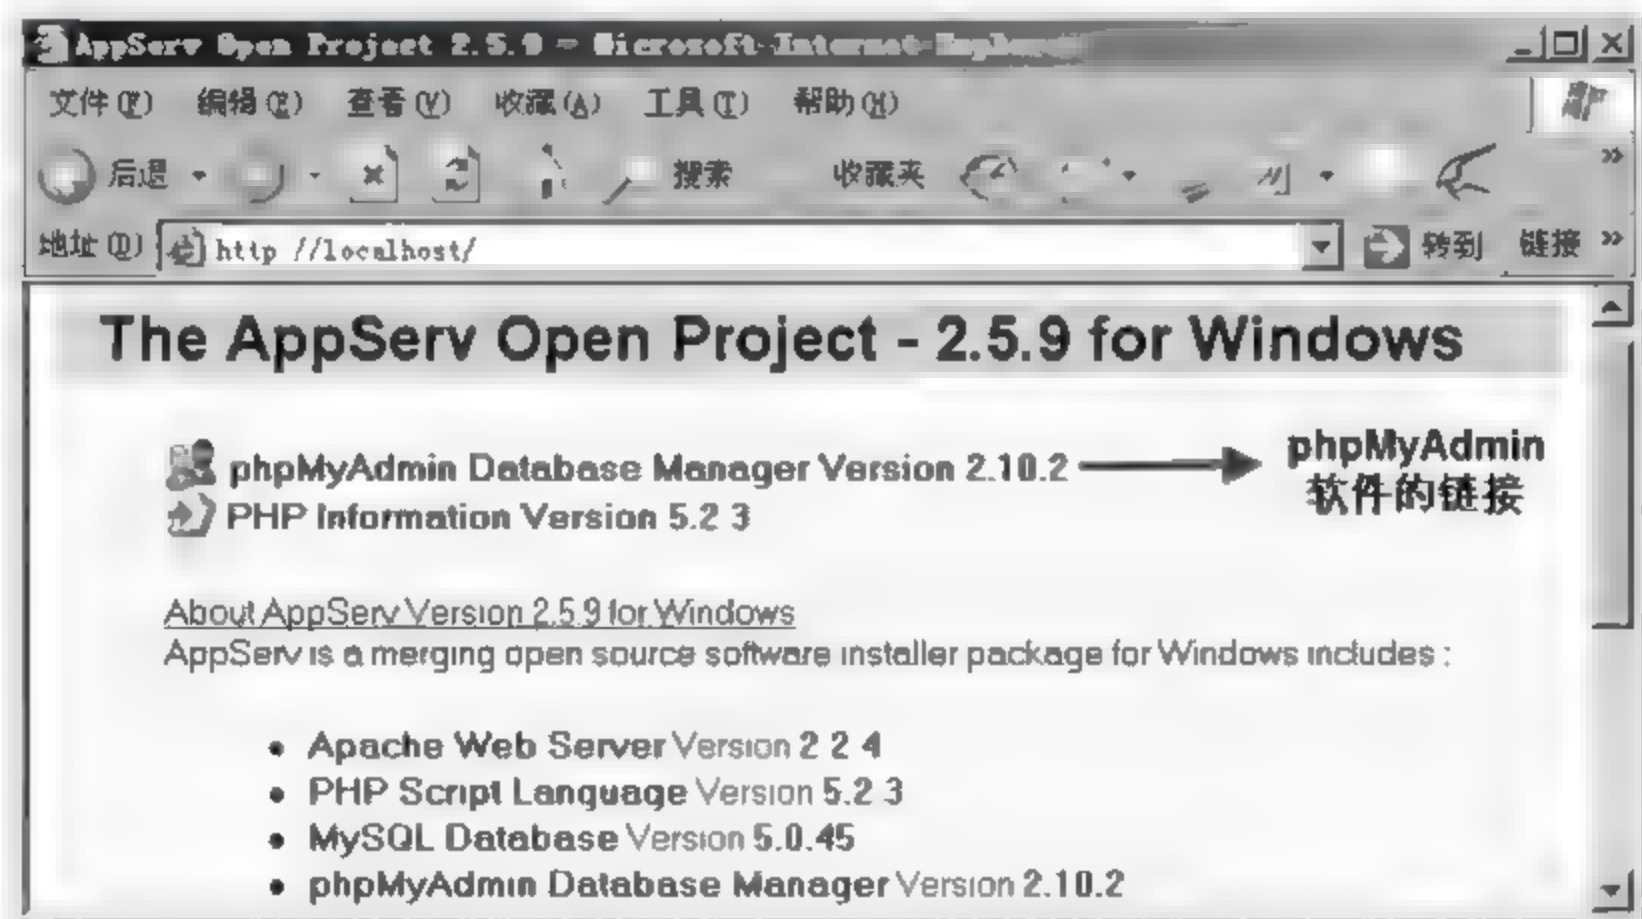 AppServ Open Project 2.5.9 - Microsoft Internet
文件(F) 编辑(E) 查看(V) 收藏(A) 工具(T) 帮助(H)
后退 搜索 收藏夹 »
地址(D) http //localhost/ 转到 链接 »
The AppServ Open Project - 2.5.9 for Windows
phpMyAdmin Database Manager Version 2.10.2
phpMyAdmin
软件的链接
PHP Information Version 5.2 3
About AppServ Version 2.5.9 for Windows
AppServ is a merging open source software installer package for Windows includes :
• Apache Web Server Version 2 2 4
• PHP Script Language Version 5.2 3
• MySQL Database Version 5.0.45
• phpMyAdmin Database Manager Version 2.10.2